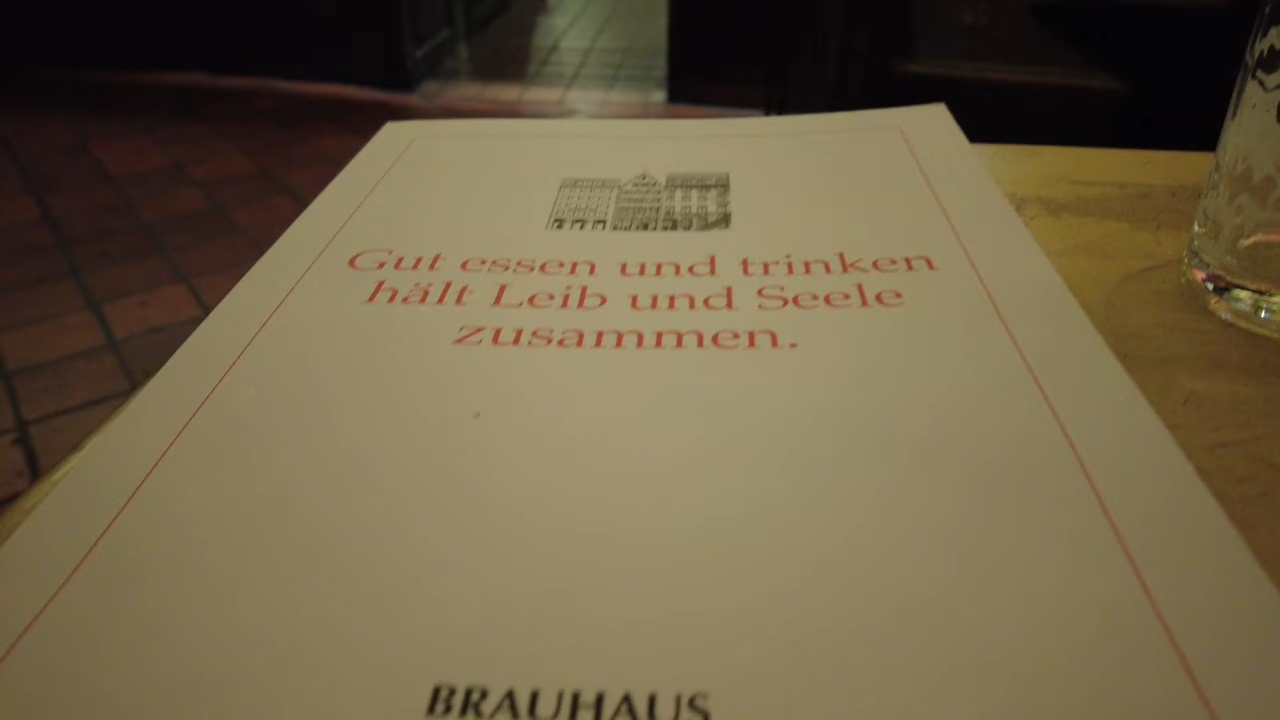 Gut essen und trinken
hält Leib und Seele
zusammen.
BRAUHAUS